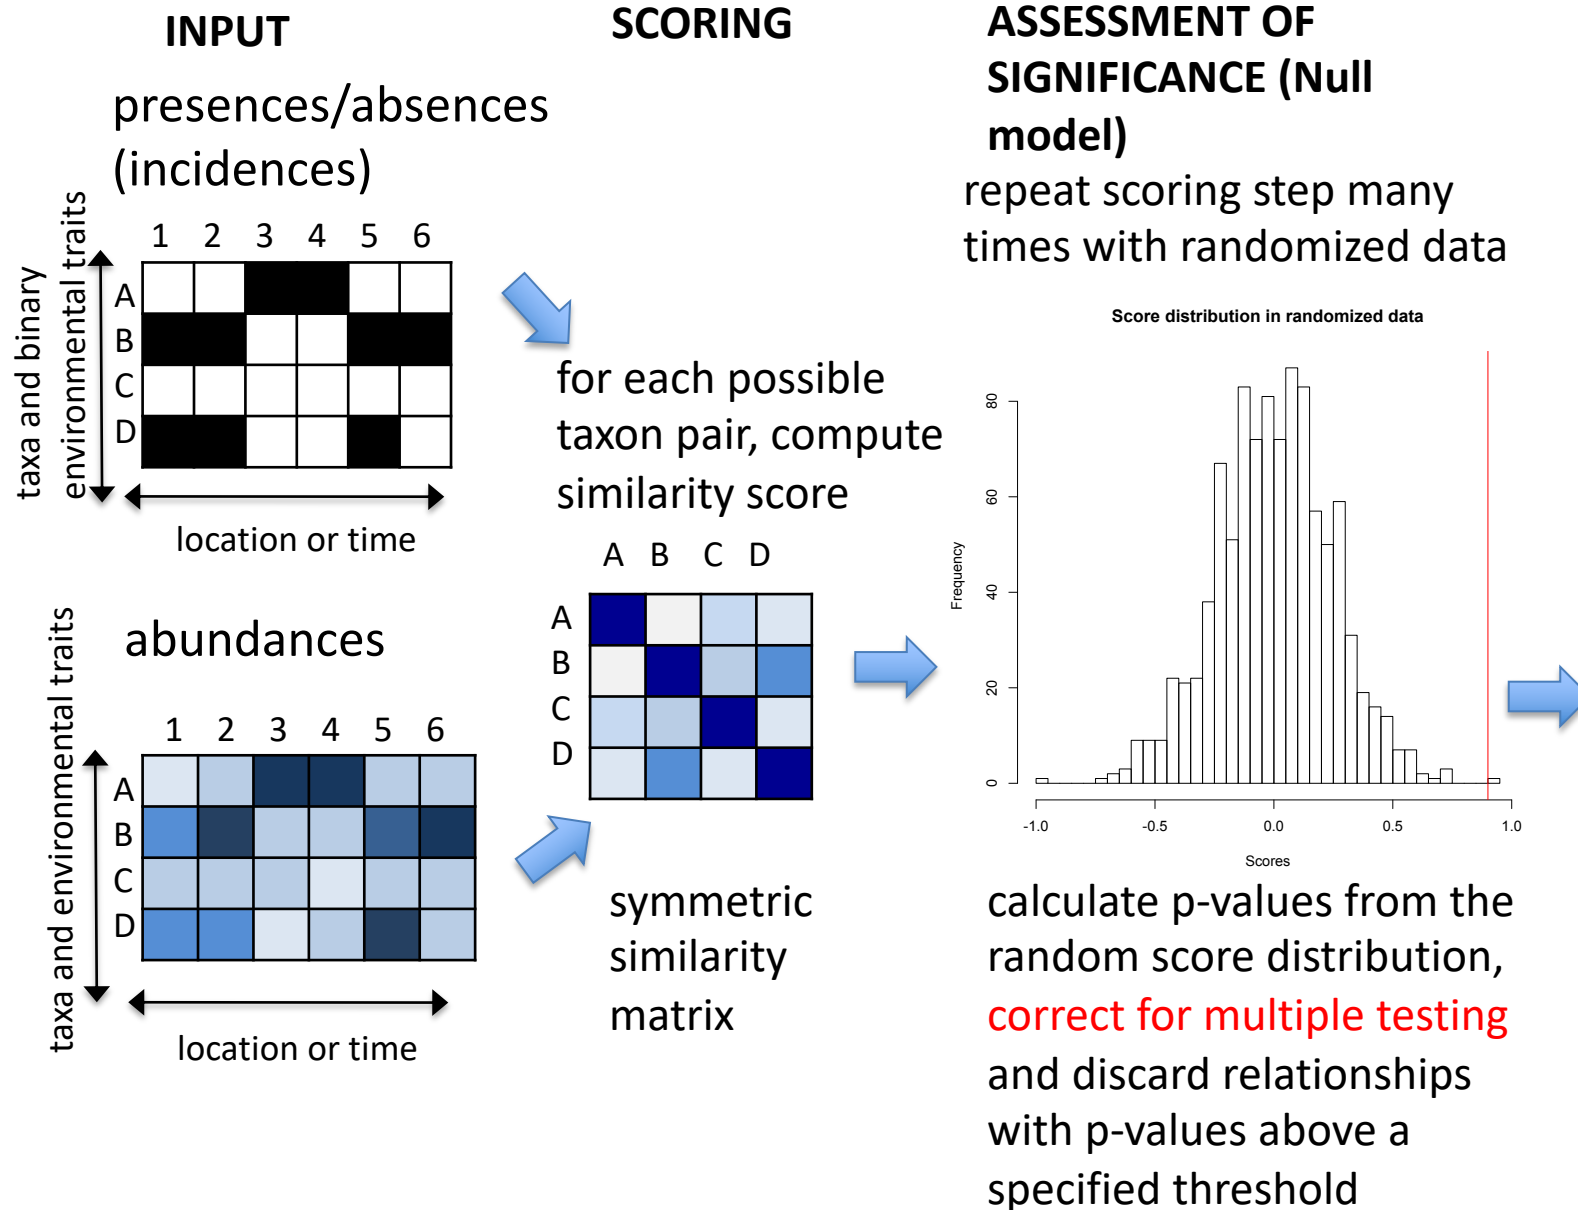 INPUT
presences/absences
(incidences)
taxa and binary
environmental traits
1 2 3 4 5 6
A
B
C
D
location or time
abundances
taxa and environmental traits
1 2 3 4 5 6
A
B
C
D
location or time
SCORING
for each possible
taxon pair, compute
similarity score
A B C D
A
B
C
D
symmetric
similarity
matrix
ASSESSMENT OF
SIGNIFICANCE (Null
model)
repeat scoring step many
times with randomized data
Score distribution in randomized data
Frequency
80
60
40
20
0
-1.0 -0.5 0.0 0.5 1.0
Scores
calculate p-values from the
random score distribution,
correct for multiple testing
and discard relationships
with p-values above a
specified threshold